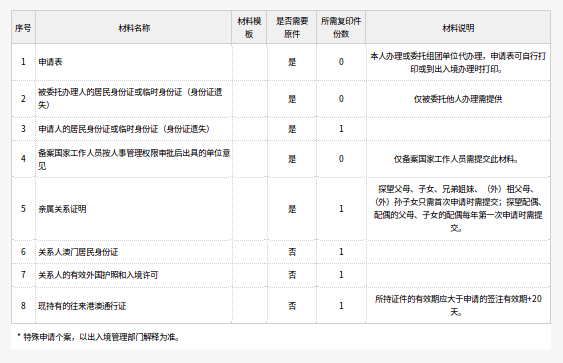 序号 材料名称 材料模板 是否需要原件 所需复印件份数 材料说明
1 申请表 是 0 本人办理或委托组团单位代办理，申请表可自行打
印或到出入境办理时打印。
2 被委托办理人的居民身份证或临时身份证（身份证遗
失） 是 0 仅被委托他人办理需提供
3 申请人的居民身份证或临时身份证（身份证遗失） 是 1
4 备案国家工作人员按人事管理权限审批后出具的单位意
见 是 0 仅备案国家工作人员需提交此材料。
5 亲属关系证明 是 1 探望父母、子女、兄弟姐妹、（外）祖父母、
（外）孙子女只需首次申请时需提交；探望配偶、
配偶的父母、子女的配偶每年第一次申请时需提
交。
6 关系人澳门居民身份证 否 1
7 关系人的有效外国护照和入境许可 否 1
8 现持有的往来港澳通行证 否 1 所持证件的有效期应大于申请的签注有效期+20
天。
* 特殊申请个案，以出入境管理部门解释为准。